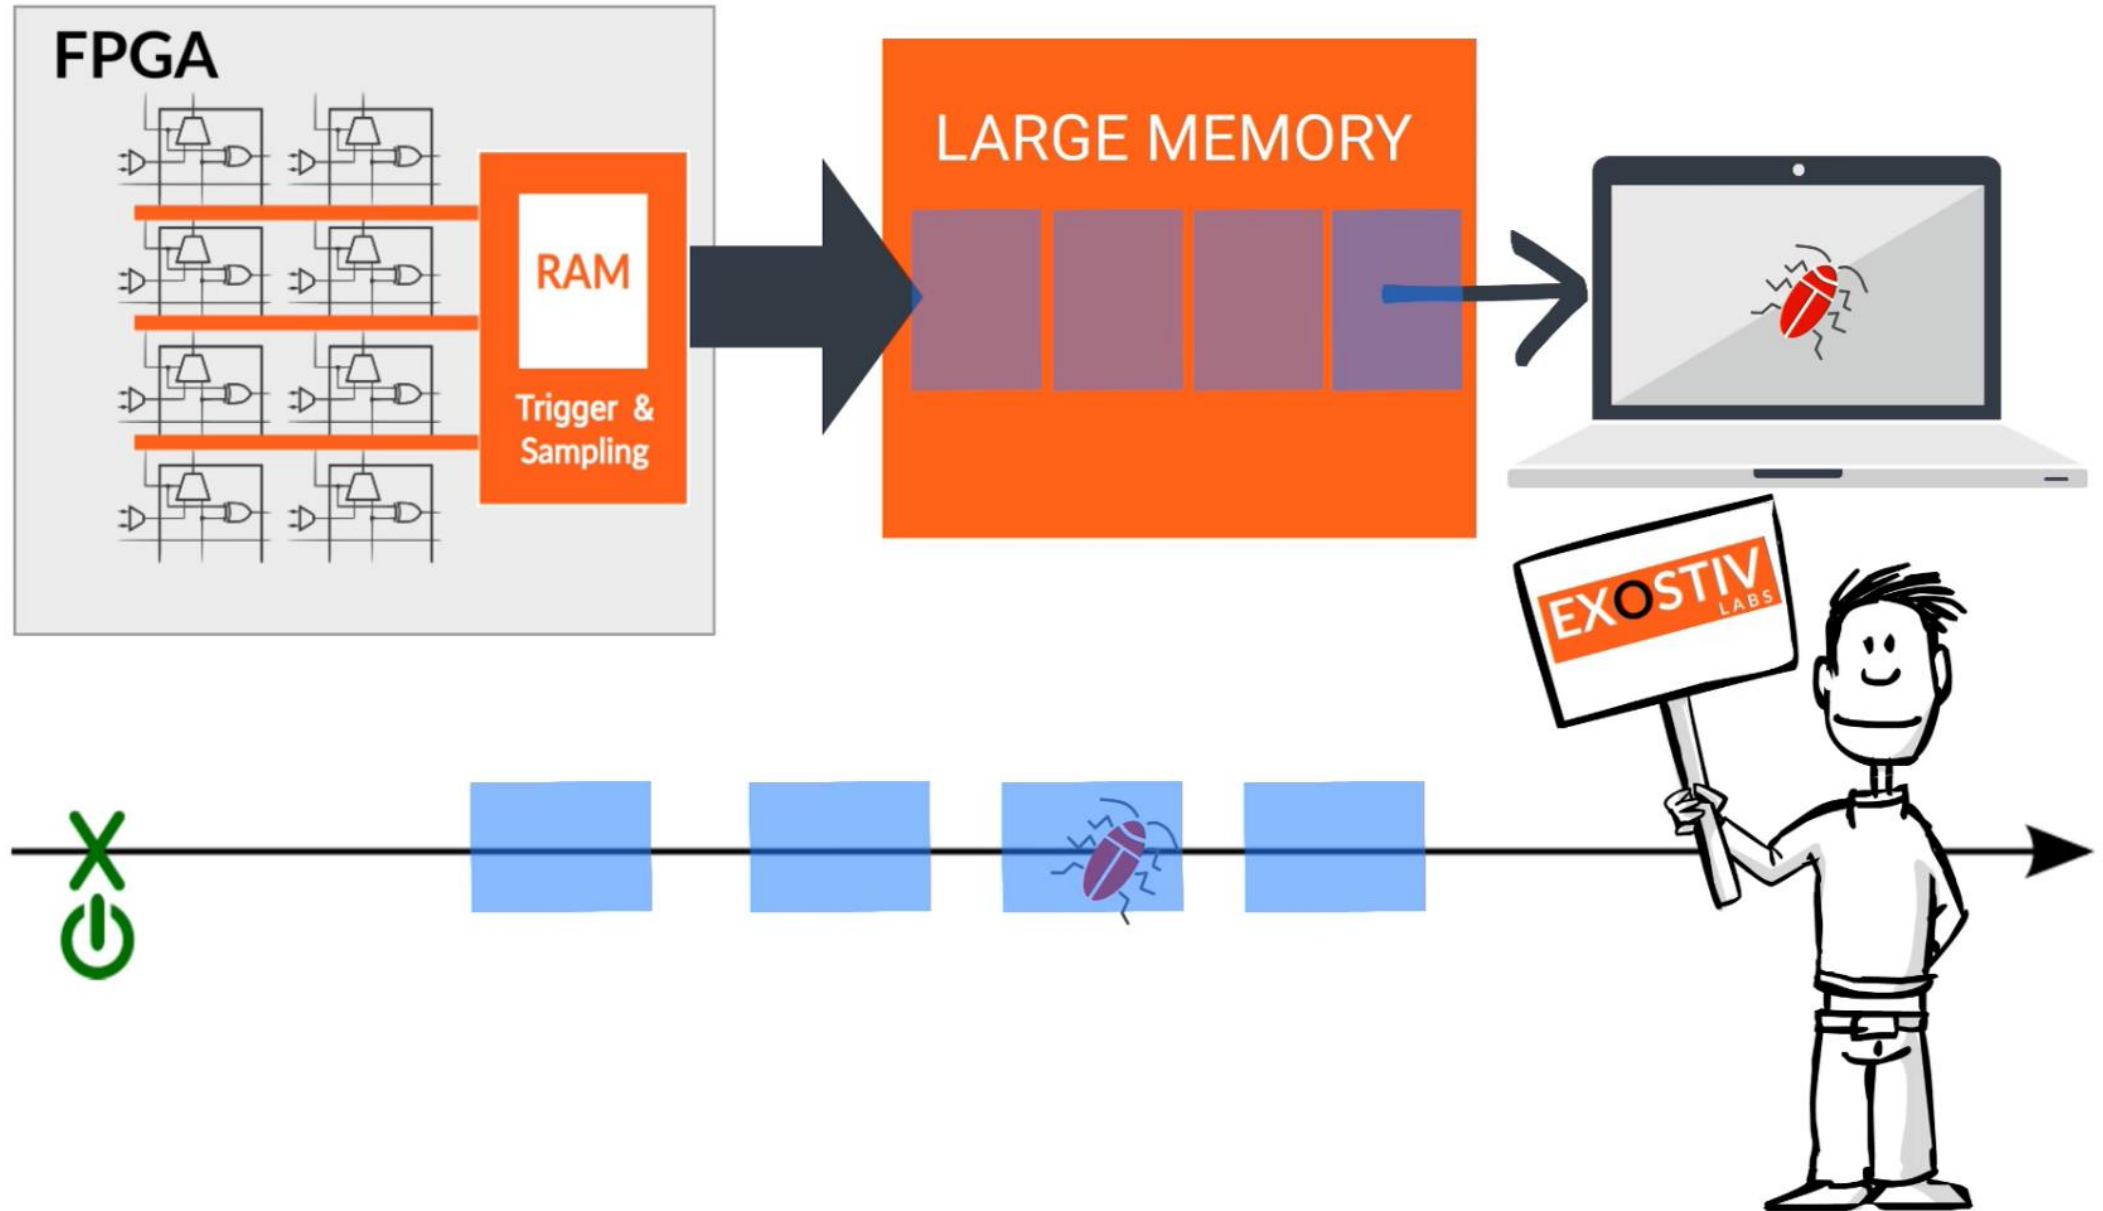 FPGA
RAM
Trigger &
Sampling
LARGE MEMORY
EXOSTIV
LABS